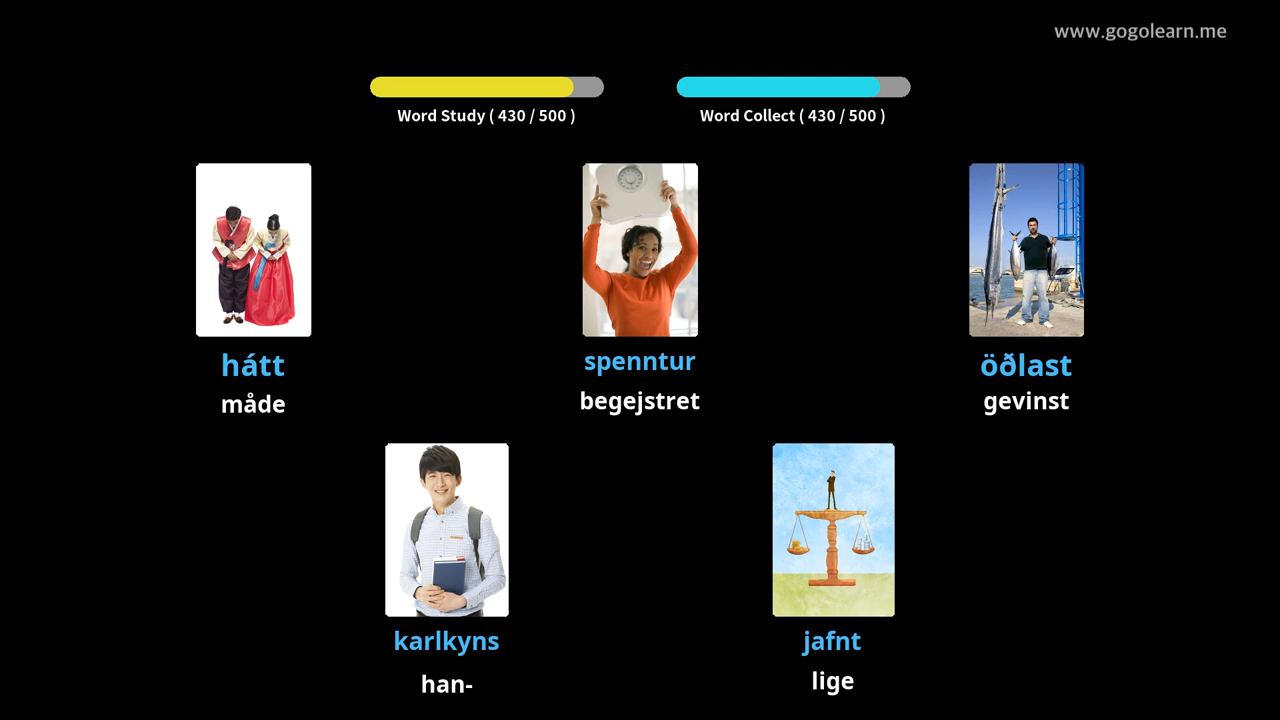 www.gogolearn.me
Word Study ( 430 / 500 )
Word Collect ( 430 / 500 )
hátt
måde
spenntur
begejstret
öðlast
gevinst
karlkyns
han-
jafnt
lige